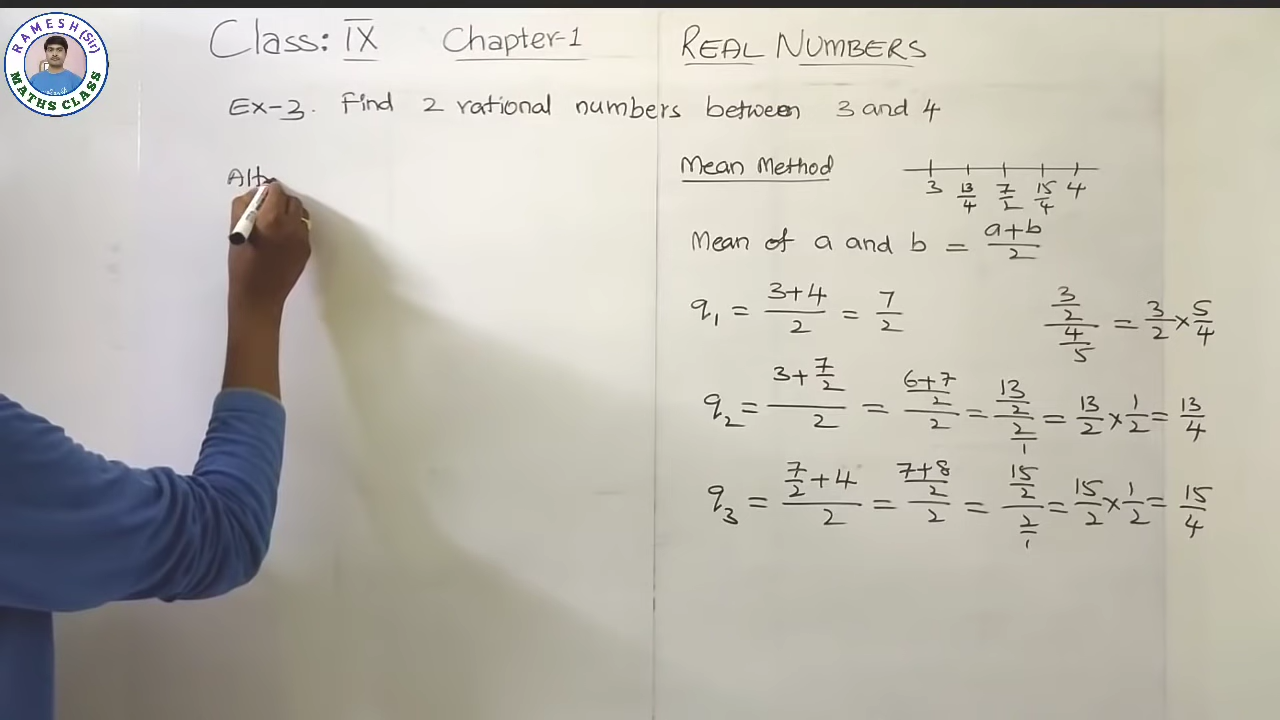 RAMESH (Sir)
MATHS CLASS
Class: IX Chapter-1 REAL NUMBERS
Ex-3. Find 2 rational numbers between 3 and 4
Alt
Mean Method
3 13/4 7/2 15/4 4
Mean of a and b = (a+b)/2
q₁ = (3+4)/2 = 7/2
(3/2)/(4/5) = 3/2 × 5/4
q₂ = (3+7/2)/2 = ((6+7)/2)/2 = (13/2)/(2/1) = 13/2 × 1/2 = 13/4
q₃ = (7/2+4)/2 = ((7+8)/2)/2 = (15/2)/(2/1) = 15/2 × 1/2 = 15/4